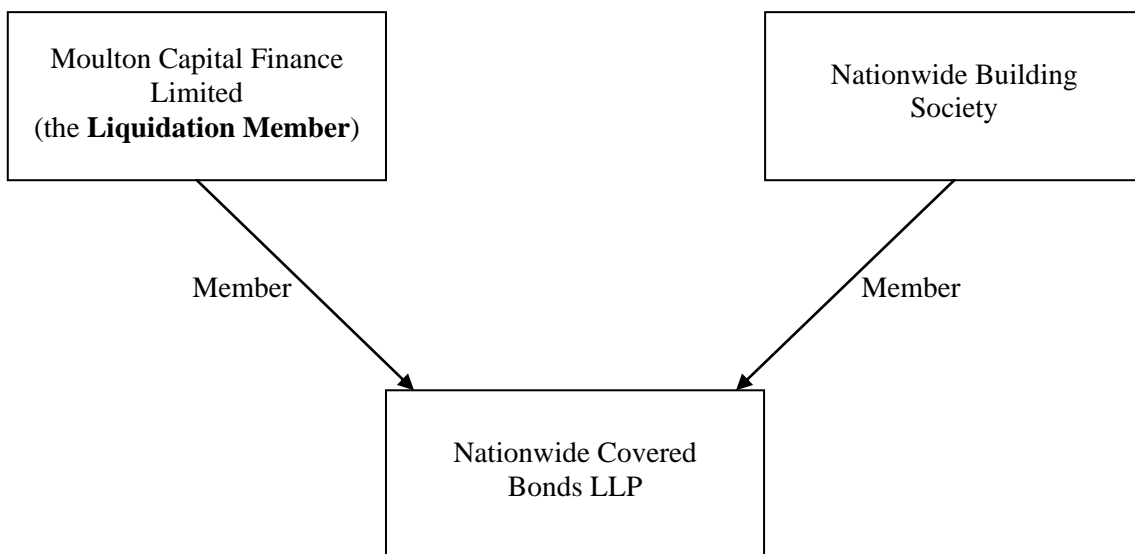 Moulton Capital Finance
Limited
(the Liquidation Member)
Nationwide Building
Society
Member
Member
Nationwide Covered
Bonds LLP